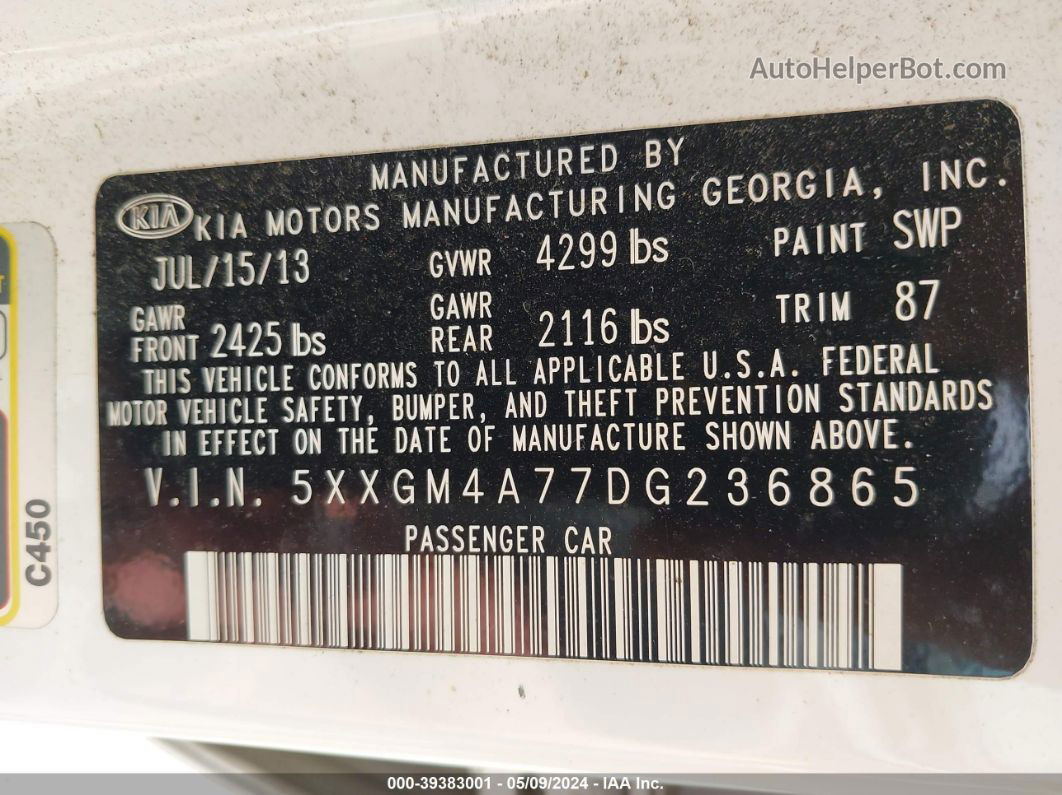 AutoHelperBot.com
MANUFACTURED BY
KIA KIA MOTORS MANUFACTURING GEORGIA, INC.
JUL/15/13 GVWR 4299 lbs PAINT SWP
GAWR FRONT 2425 lbs GAWR REAR 2116 lbs TRIM 87
THIS VEHICLE CONFORMS TO ALL APPLICABLE U.S.A. FEDERAL
MOTOR VEHICLE SAFETY, BUMPER, AND THEFT PREVENTION STANDARDS
IN EFFECT ON THE DATE OF MANUFACTURE SHOWN ABOVE.
V.I.N. 5XXGM4A77DG236865
PASSENGER CAR
C450
000-39383001 - 05/09/2024 - IAA Inc.